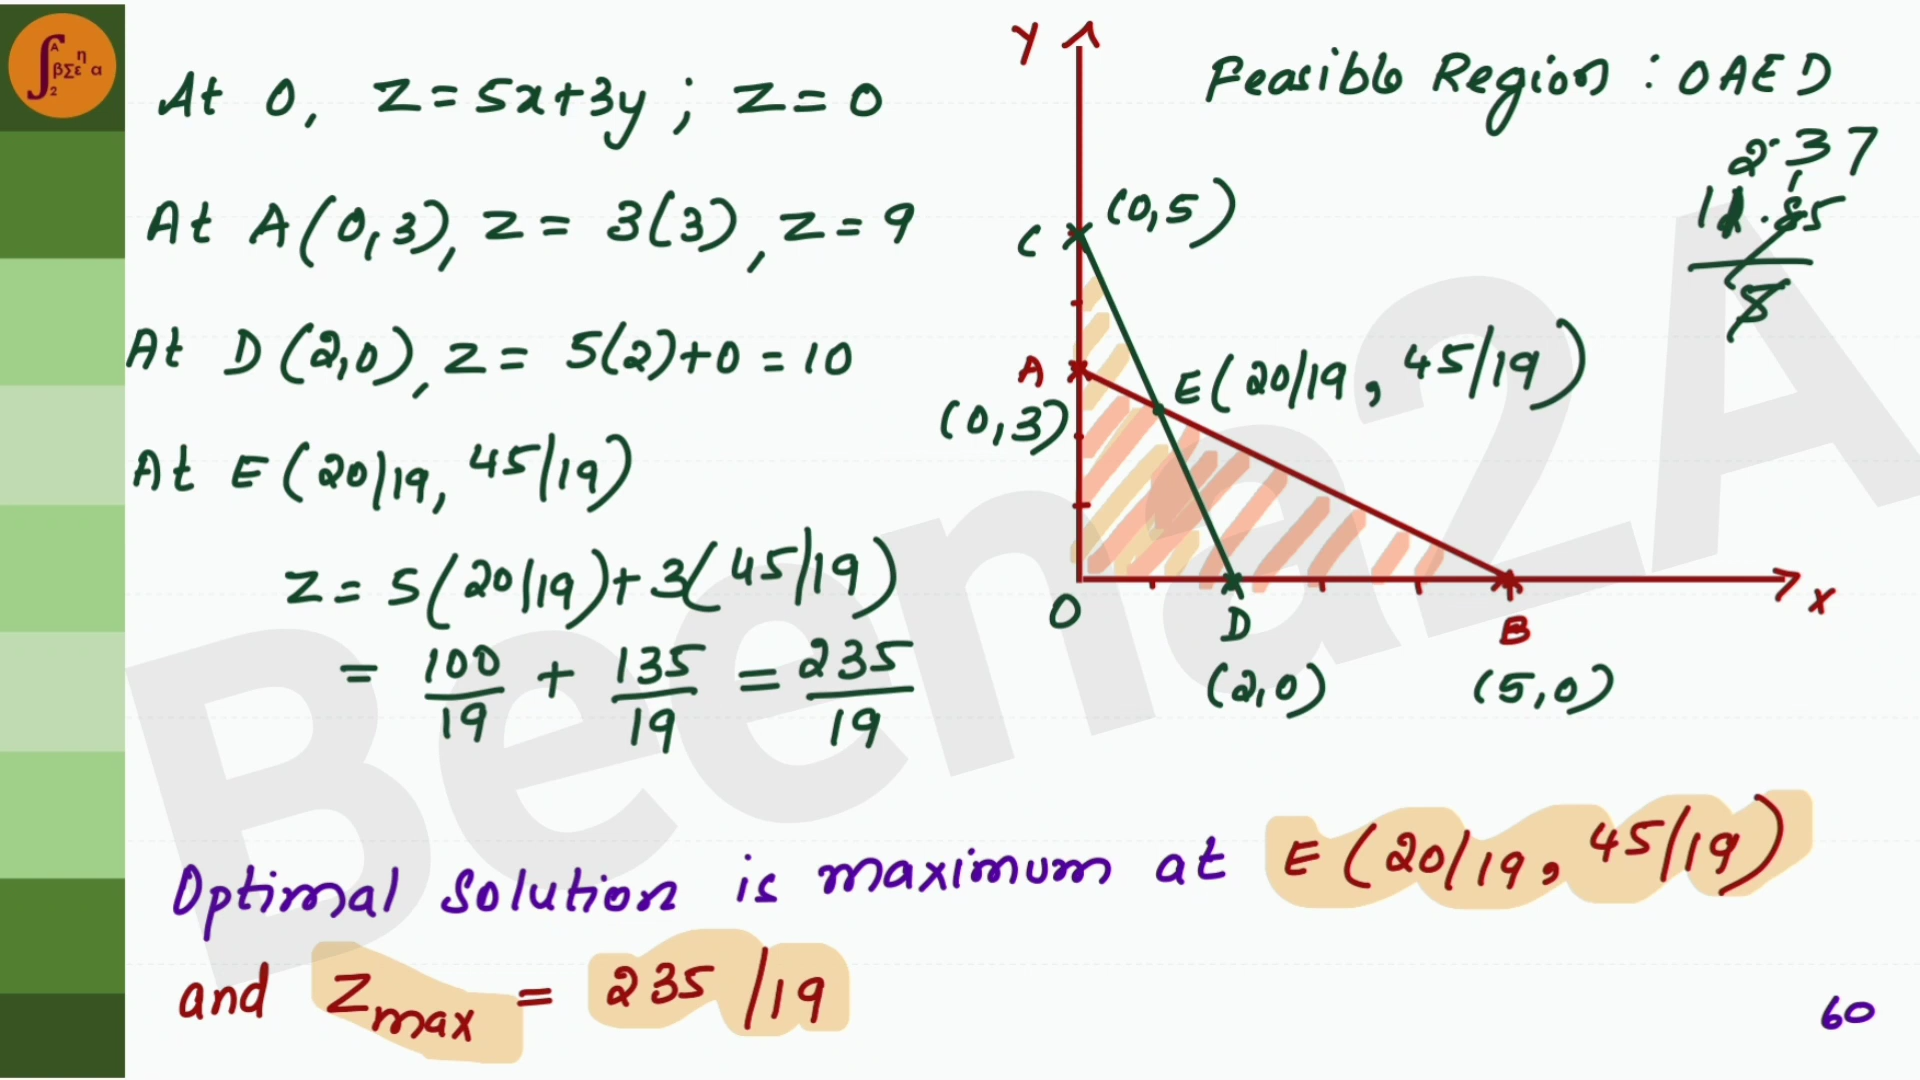 At O, Z = 5x+3y ; Z = 0
At A(0,3), Z = 3(3), Z = 9
At D(2,0), Z = 5(2)+0 = 10
At E(20/19, 45/19)
Z = 5(20/19)+3(45/19)
= 100/19 + 135/19 = 235/19
Feasible Region : OAED
2.37
8
Y
C (0,5)
A (0,3)
E(20/19, 45/19)
O
D
B
X
(2,0)
(5,0)
Optimal Solution is maximum at E(20/19, 45/19)
and Zmax = 235/19
60
Beena2A